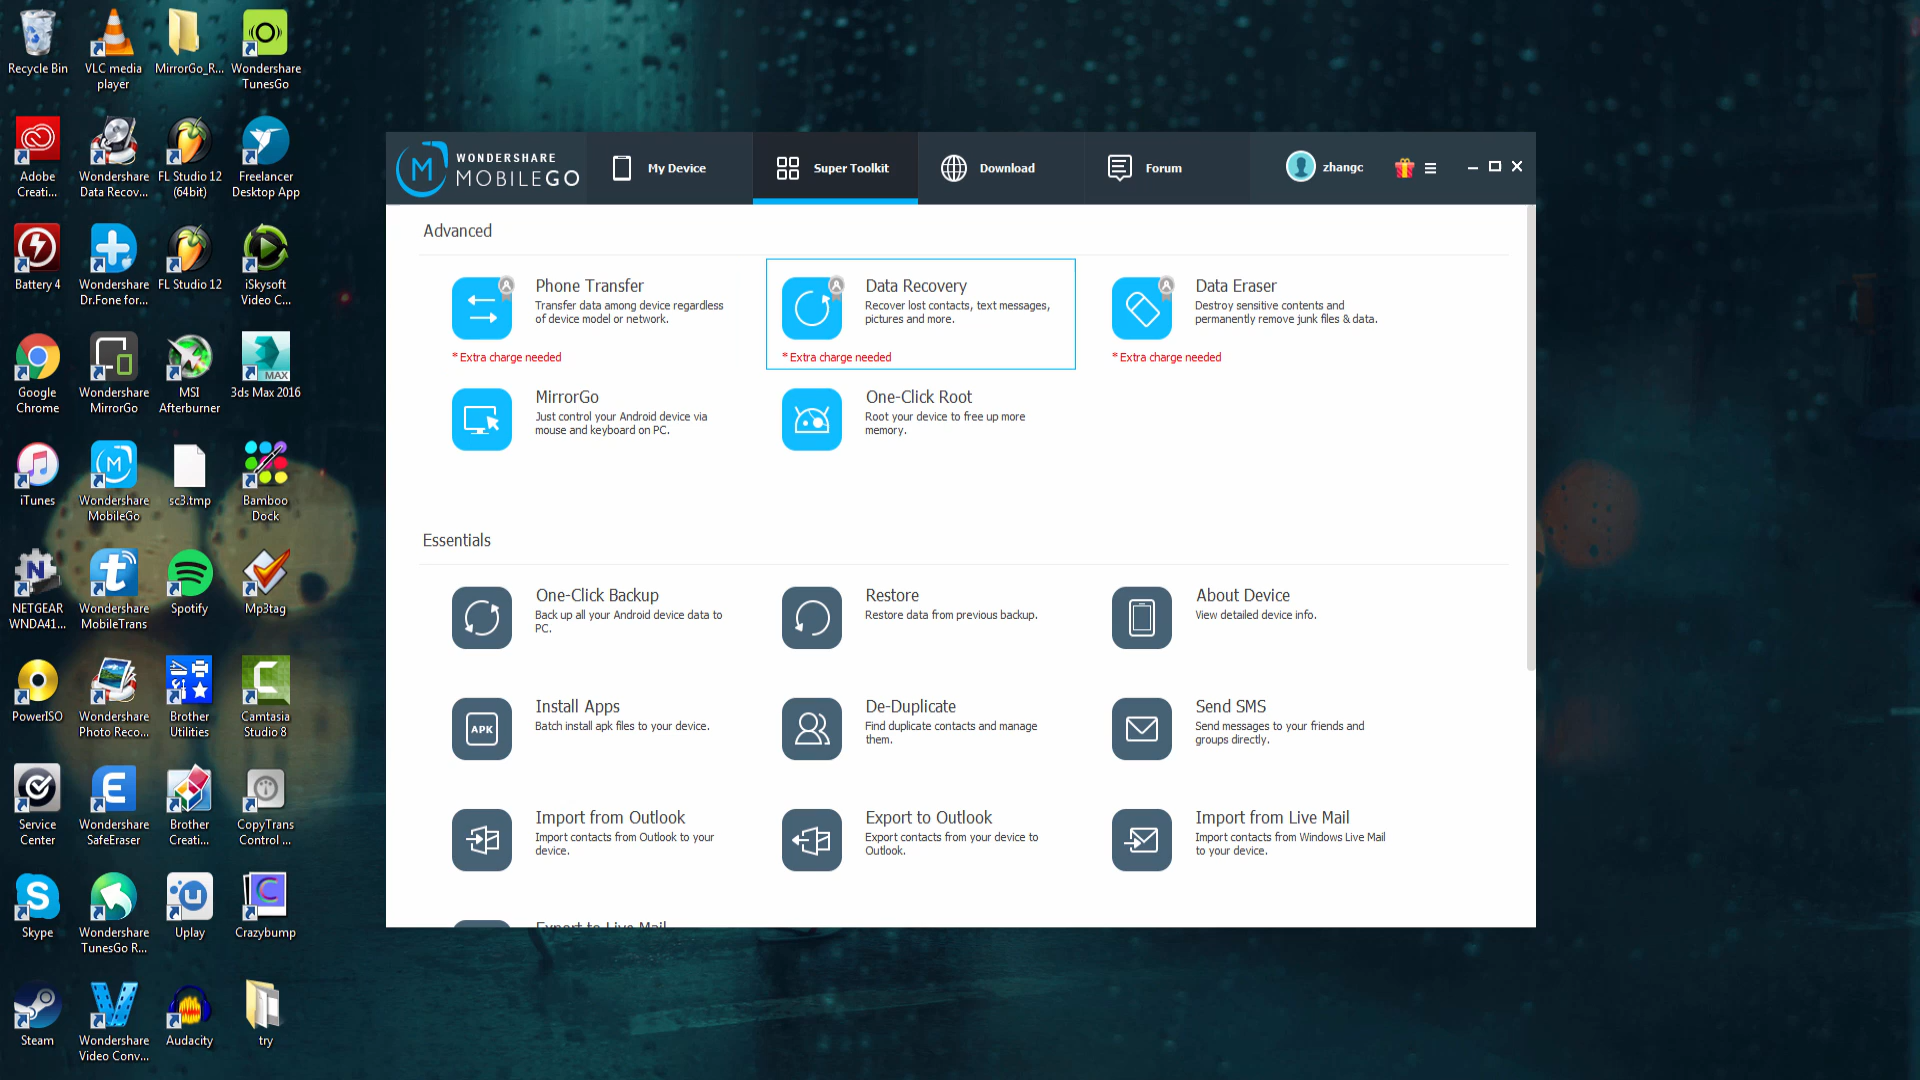 Recycle Bin
VLC media
player
MirrorGo_R...
Wondershare
TunesGo
Adobe
Creati...
Wondershare
Data Recov...
FL Studio 12
(64bit)
Freelancer
Desktop App
Battery 4
Wondershare
Dr.Fone for...
FL Studio 12
iSkysoft
Video C...
Google
Chrome
Wondershare
MirrorGo
MSI
Afterburner
MAX
3ds Max 2016
iTunes
Wondershare
MobileGo
sc3.tmp
Bamboo
Dock
NETGEAR
WNDA41...
Wondershare
MobileTrans
Spotify
Mp3tag
PowerISO
Wondershare
Photo Reco...
Brother
Utilities
Camtasia
Studio 8
Service
Center
Wondershare
SafeEraser
Brother
Creati...
CopyTrans
Control ...
Skype
Wondershare
TunesGo R...
Uplay
Crazybump
Steam
Wondershare
Video Conv...
Audacity
try
WONDERSHARE
MOBILEGO
My Device
Super Toolkit
Download
Forum
zhangc
Advanced
Phone Transfer
Transfer data among device regardless
of device model or network.
* Extra charge needed
Data Recovery
Recover lost contacts, text messages,
pictures and more.
* Extra charge needed
Data Eraser
Destroy sensitive contents and
permanently remove junk files & data.
* Extra charge needed
MirrorGo
Just control your Android device via
mouse and keyboard on PC.
One-Click Root
Root your device to free up more
memory.
Essentials
One-Click Backup
Back up all your Android device data to
PC.
Restore
Restore data from previous backup.
About Device
View detailed device info.
APK
Install Apps
Batch install apk files to your device.
De-Duplicate
Find duplicate contacts and manage
them.
Send SMS
Send messages to your friends and
groups directly.
Import from Outlook
Import contacts from Outlook to your
device.
Export to Outlook
Export contacts from your device to
Outlook.
Import from Live Mail
Import contacts from Windows Live Mail
to your device.
Export to Live Mail